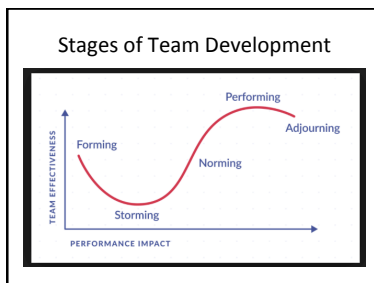 Stages of Team Development
Performing
Adjourning
Forming
Norming
Storming
TEAM EFFECTIVENESS
PERFORMANCE IMPACT